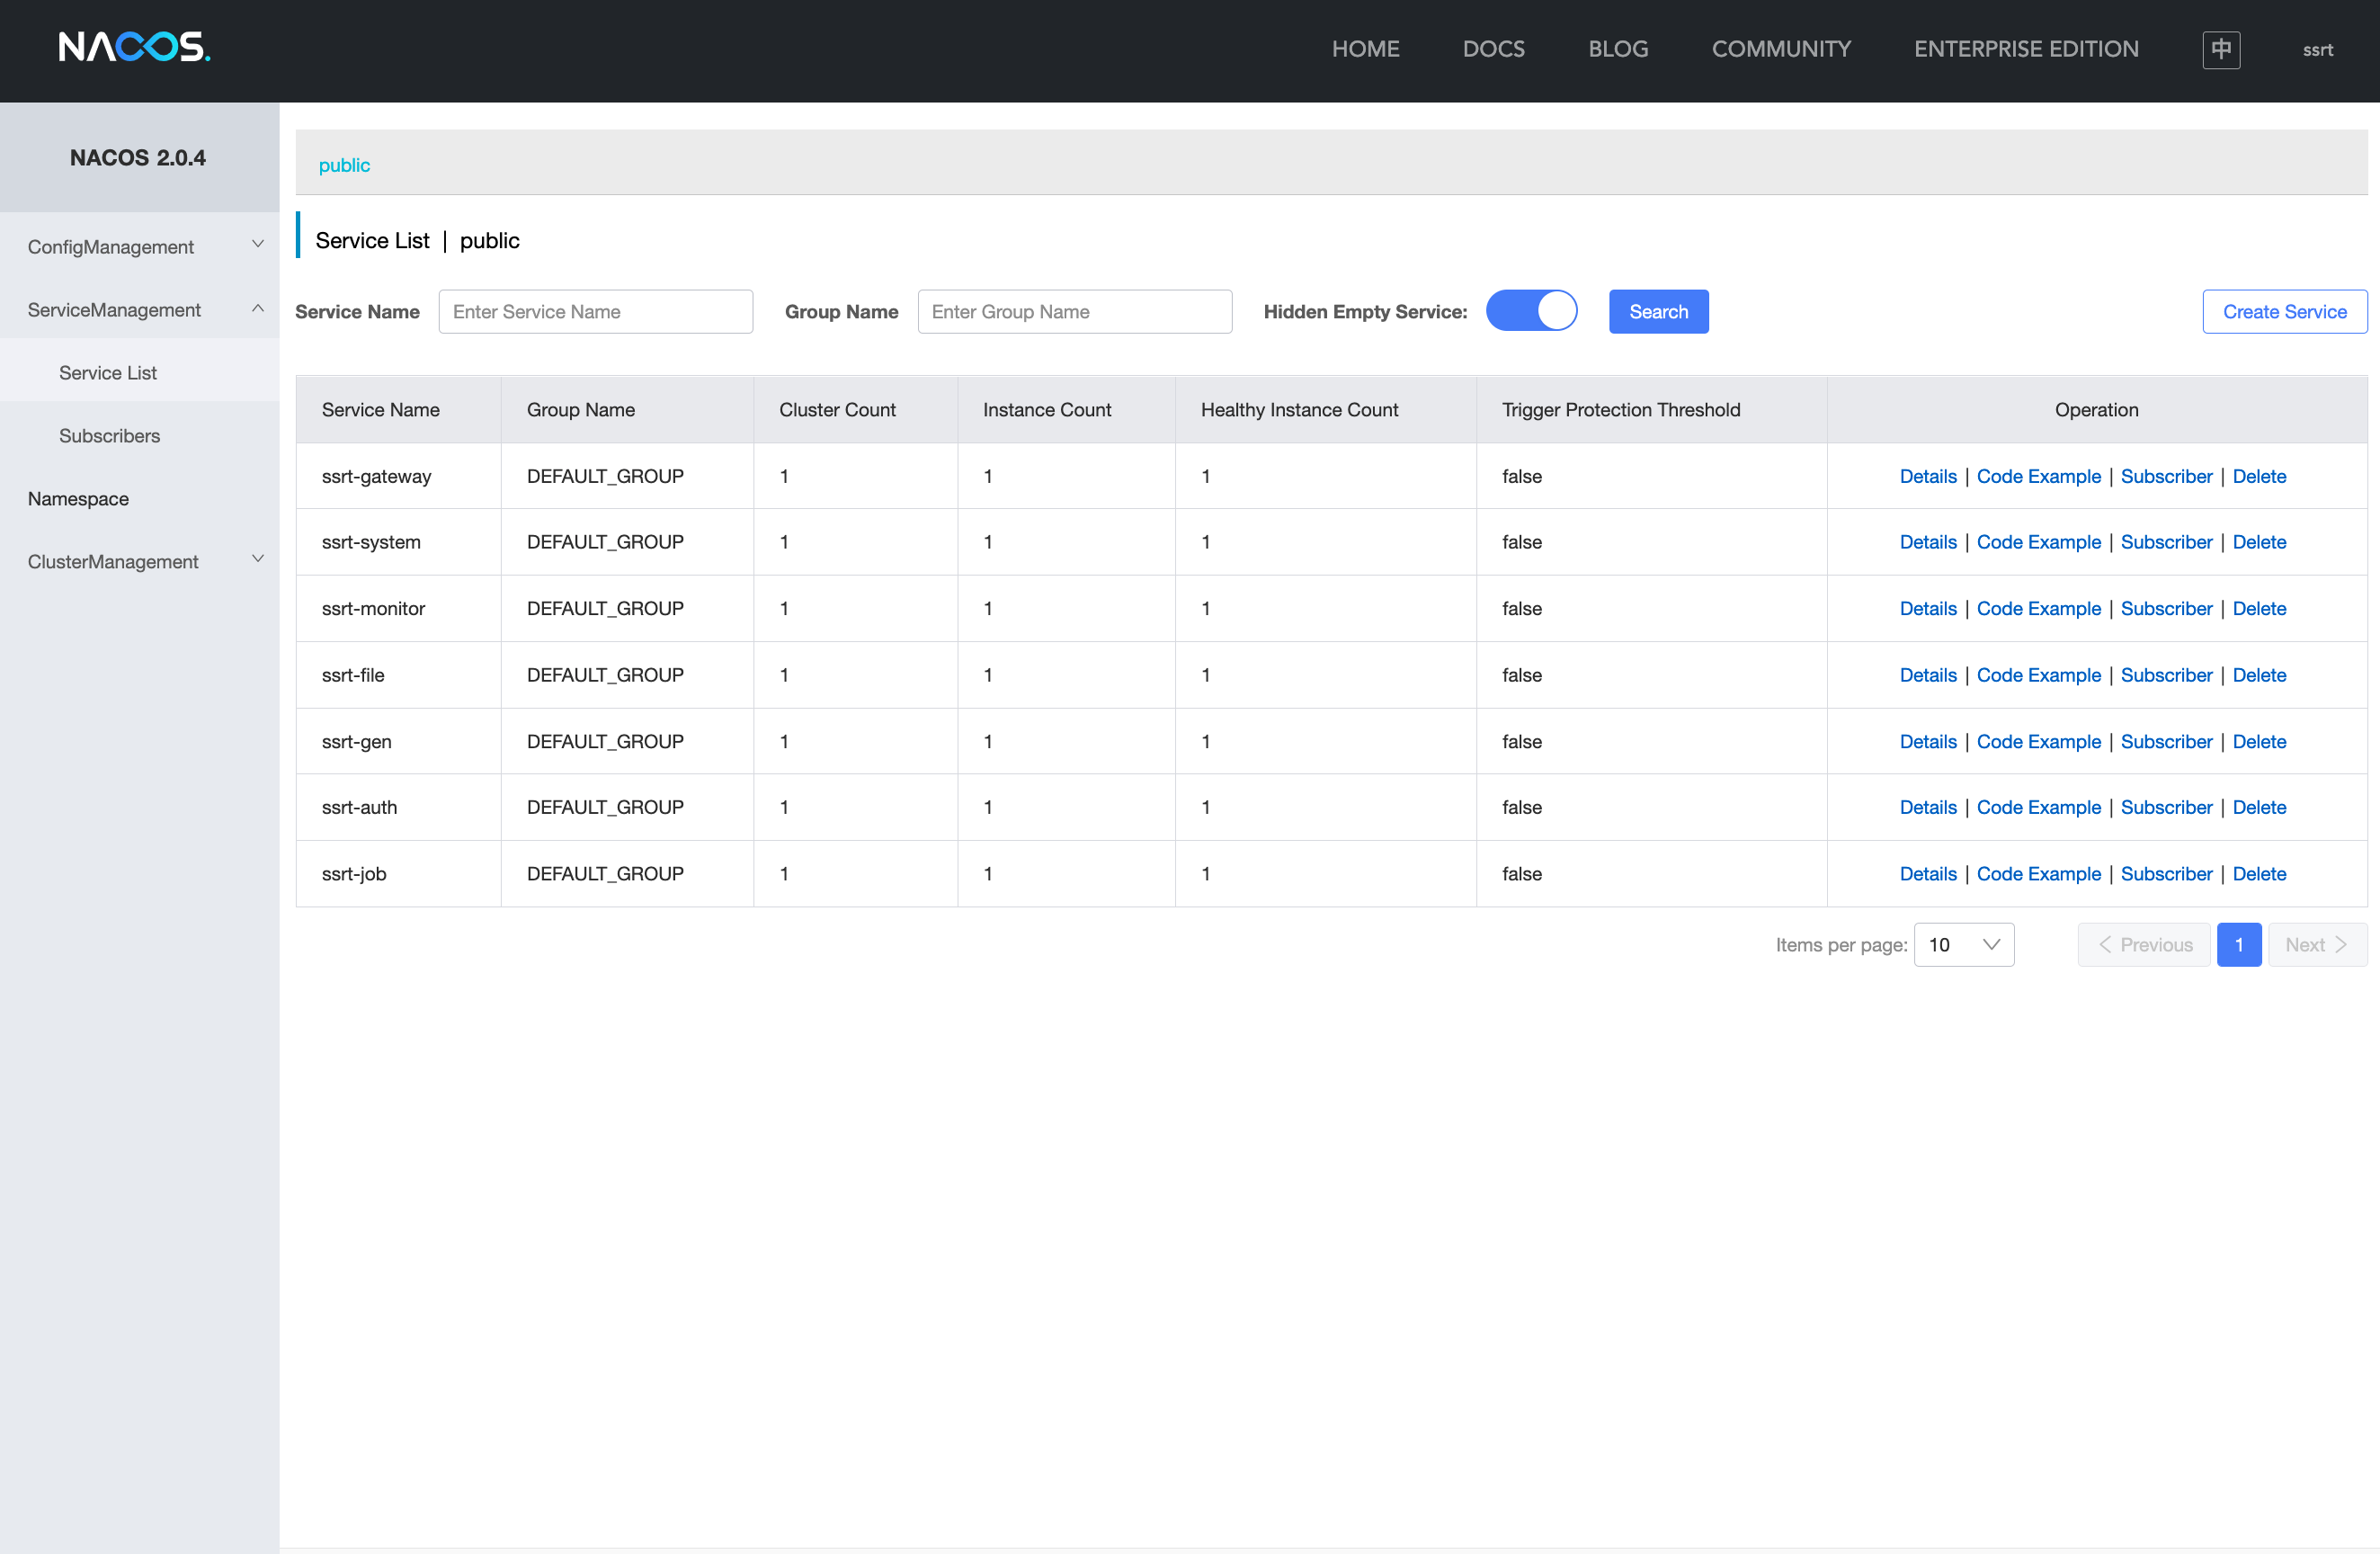 NACOS.
HOME DOCS BLOG COMMUNITY ENTERPRISE EDITION 中 ssrt
NACOS 2.0.4
ConfigManagement
ServiceManagement
Service List
Subscribers
Namespace
ClusterManagement
public
Service List | public
Service Name Enter Service Name Group Name Enter Group Name Hidden Empty Service: Search Create Service
Service Name Group Name Cluster Count Instance Count Healthy Instance Count Trigger Protection Threshold Operation
ssrt-gateway DEFAULT_GROUP 1 1 1 false Details | Code Example | Subscriber | Delete
ssrt-system DEFAULT_GROUP 1 1 1 false Details | Code Example | Subscriber | Delete
ssrt-monitor DEFAULT_GROUP 1 1 1 false Details | Code Example | Subscriber | Delete
ssrt-file DEFAULT_GROUP 1 1 1 false Details | Code Example | Subscriber | Delete
ssrt-gen DEFAULT_GROUP 1 1 1 false Details | Code Example | Subscriber | Delete
ssrt-auth DEFAULT_GROUP 1 1 1 false Details | Code Example | Subscriber | Delete
ssrt-job DEFAULT_GROUP 1 1 1 false Details | Code Example | Subscriber | Delete
Items per page: 10 Previous 1 Next